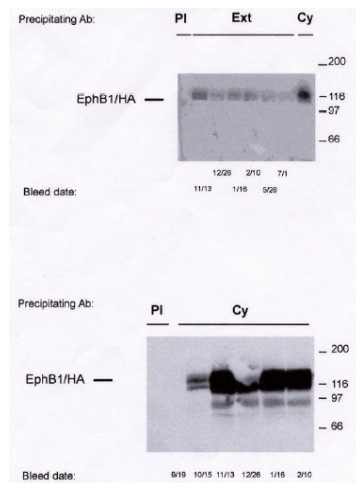 Precipitating Ab: PI Ext Cy
200
EphB1/HA 116
97
66
12/26 2/10 7/1
Bleed date: 11/13 1/16 5/26
Precipitating Ab: PI Cy
200
EphB1/HA 116
97
66
Bleed date: 9/19 10/15 11/13 12/26 1/16 2/10